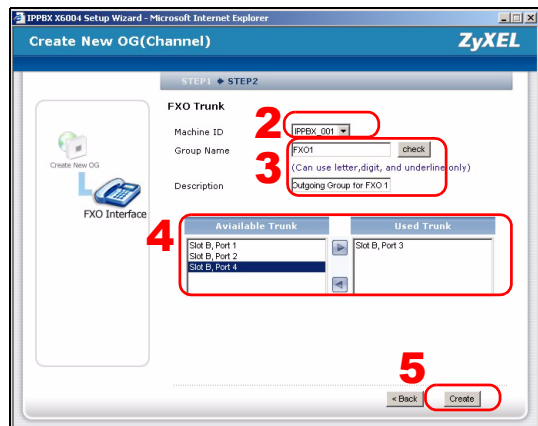 IPPBX X6004 Setup Wizard - Microsoft Internet Explorer
Create New OG(Channel)
ZyXEL
STEP1 STEP2
FXO Trunk
2
Machine ID
IPPBX_001
Group Name
FXO1
check
3
(Can use letter,digit, and underline only)
Description
Outgoing Group for FXO 1
Create New OG
FXO Interface
4
Aviailable Trunk
Used Trunk
Slot B, Port 1
Slot B, Port 2
Slot B, Port 4
Slot B, Port 3
5
< Back
Create